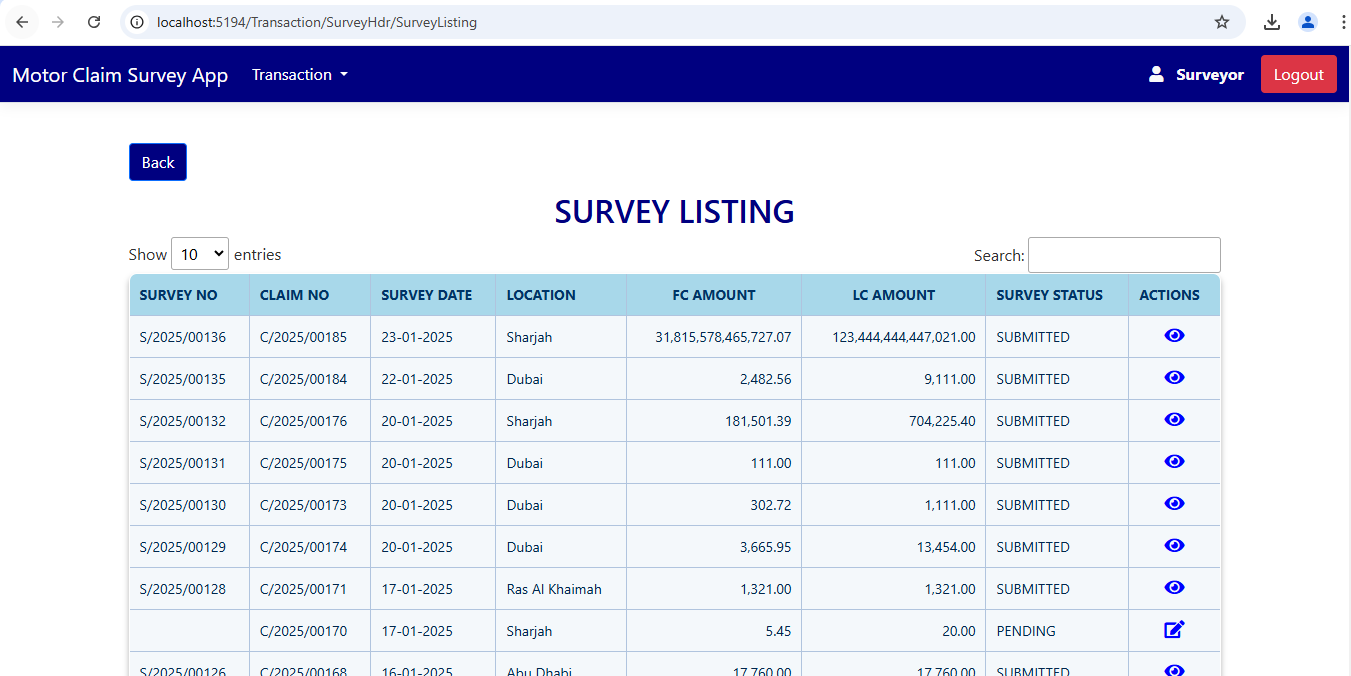 localhost:5194/Transaction/SurveyHdr/SurveyListing
Motor Claim Survey App Transaction Surveyor Logout
Back
SURVEY LISTING
Show 10 entries Search:
SURVEY NO CLAIM NO SURVEY DATE LOCATION FC AMOUNT LC AMOUNT SURVEY STATUS ACTIONS
S/2025/00136 C/2025/00185 23-01-2025 Sharjah 31,815,578,465,727.07 123,444,444,447,021.00 SUBMITTED
S/2025/00135 C/2025/00184 22-01-2025 Dubai 2,482.56 9,111.00 SUBMITTED
S/2025/00132 C/2025/00176 20-01-2025 Sharjah 181,501.39 704,225.40 SUBMITTED
S/2025/00131 C/2025/00175 20-01-2025 Dubai 111.00 111.00 SUBMITTED
S/2025/00130 C/2025/00173 20-01-2025 Dubai 302.72 1,111.00 SUBMITTED
S/2025/00129 C/2025/00174 20-01-2025 Dubai 3,665.95 13,454.00 SUBMITTED
S/2025/00128 C/2025/00171 17-01-2025 Ras Al Khaimah 1,321.00 1,321.00 SUBMITTED
C/2025/00170 17-01-2025 Sharjah 5.45 20.00 PENDING
S/2025/00126 C/2025/00168 16-01-2025 Abu Dhabi 17,760.00 17,760.00 SUBMITTED